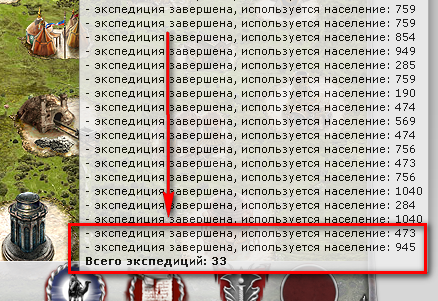 - экспедиция завершена, используется население: 759
- экспедиция завершена, используется население: 759
- экспедиция завершена, используется население: 854
- экспедиция завершена, используется население: 949
- экспедиция завершена, используется население: 285
- экспедиция завершена, используется население: 759
- экспедиция завершена, используется население: 190
- экспедиция завершена, используется население: 474
- экспедиция завершена, используется население: 569
- экспедиция завершена, используется население: 474
- экспедиция завершена, используется население: 756
- экспедиция завершена, используется население: 473
- экспедиция завершена, используется население: 756
- экспедиция завершена, используется население: 1040
- экспедиция завершена, используется население: 284
- экспедиция завершена, используется население: 1040
- экспедиция завершена, используется население: 473
- экспедиция завершена, используется население: 945
Всего экспедиций: 33